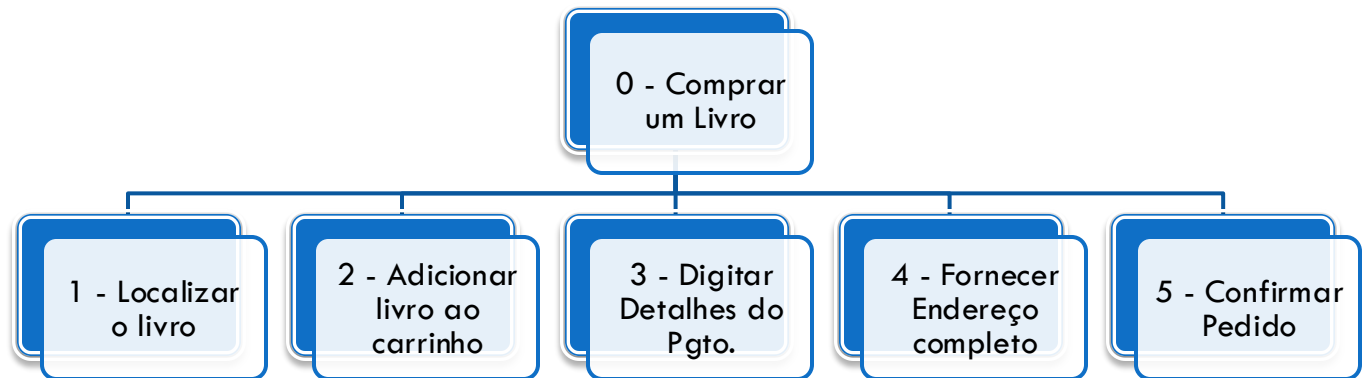 0 - Comprar
um Livro
1 - Localizar
o livro
2 - Adicionar
livro ao
carrinho
3 - Digitar
Detalhes do
Pgto.
4 - Fornecer
Endereço
completo
5 - Confirmar
Pedido